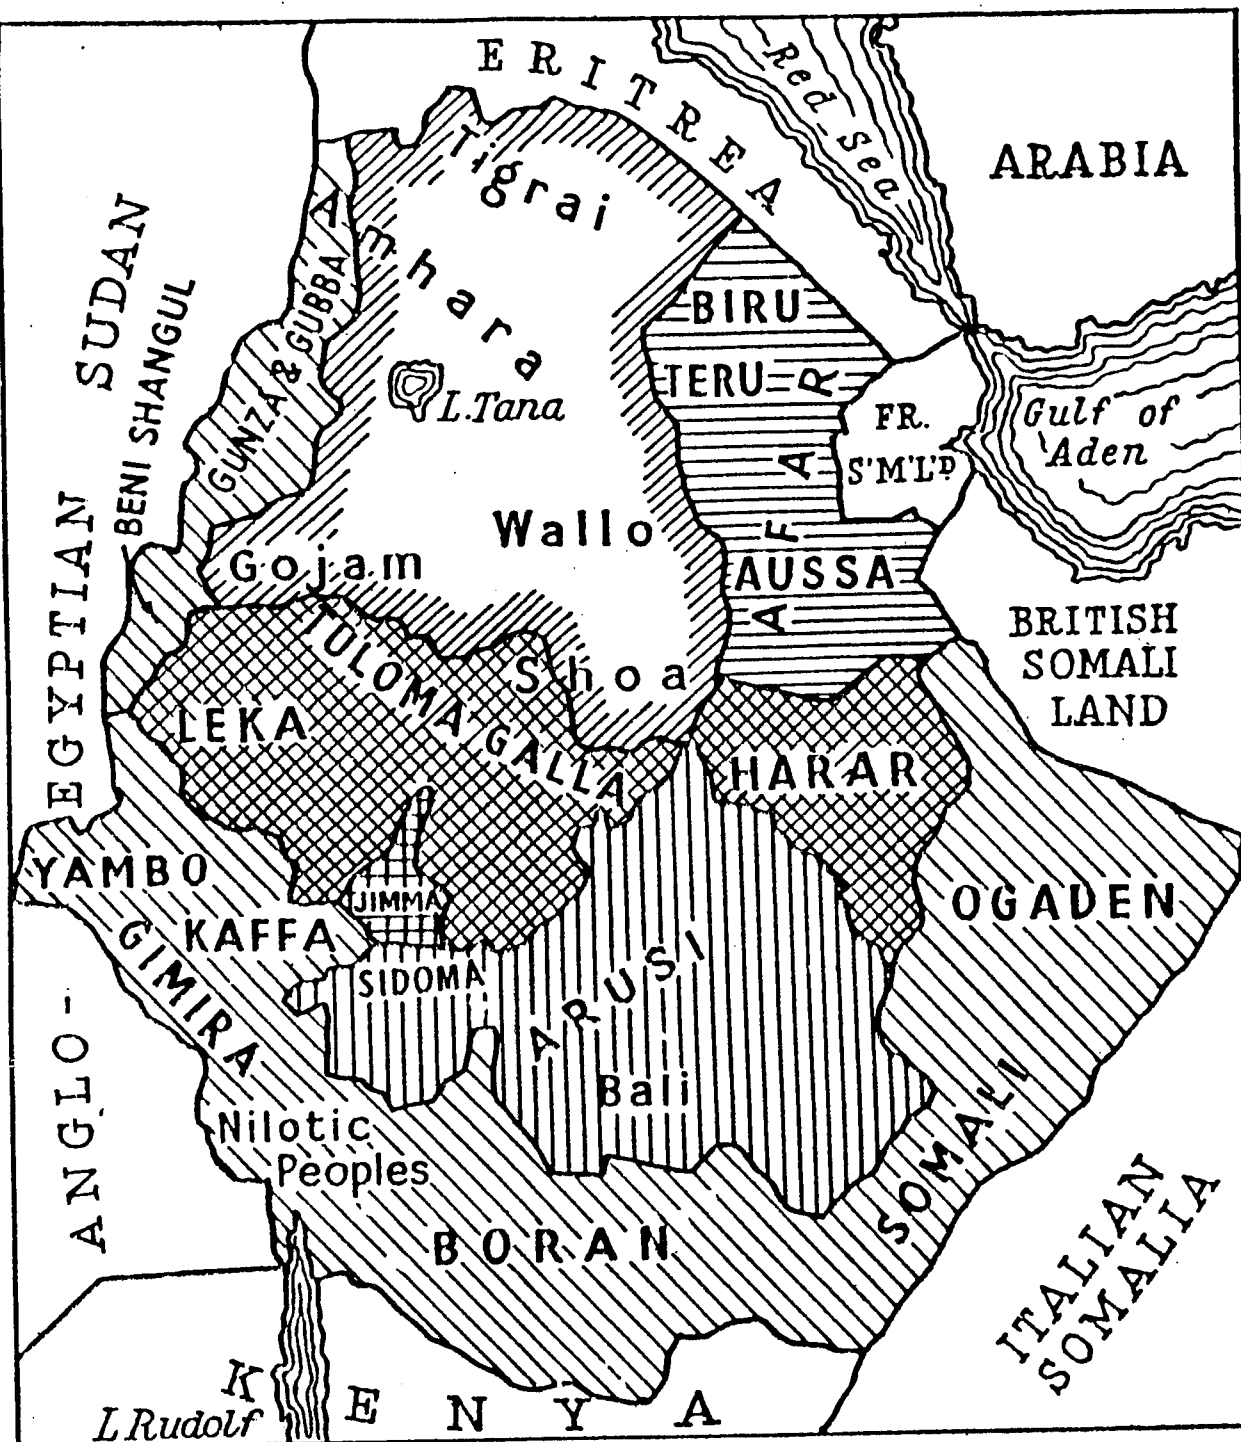 ERITREA
Red Sea
ARABIA
Tigrai
Amhara
ANGLO-EGYPTIAN SUDAN
BENI SHANGUL
GUNZA & GUBBA
BIRU
TERU
AFAR
L.Tana
FR.
S'M'L'D
Gulf of
Aden
Wallo
Gojam
AUSSA
BRITISH
SOMALI
LAND
TULOMA GALLA
Shoa
LEKA
HARAR
YAMBO
JIMMA
KAFFA
OGADEN
GIMIRA
SIDOMA
ARUSI
Bali
Nilotic
Peoples
BORAN
SOMALI
ITALIAN
SOMALIA
KENYA
L Rudolf